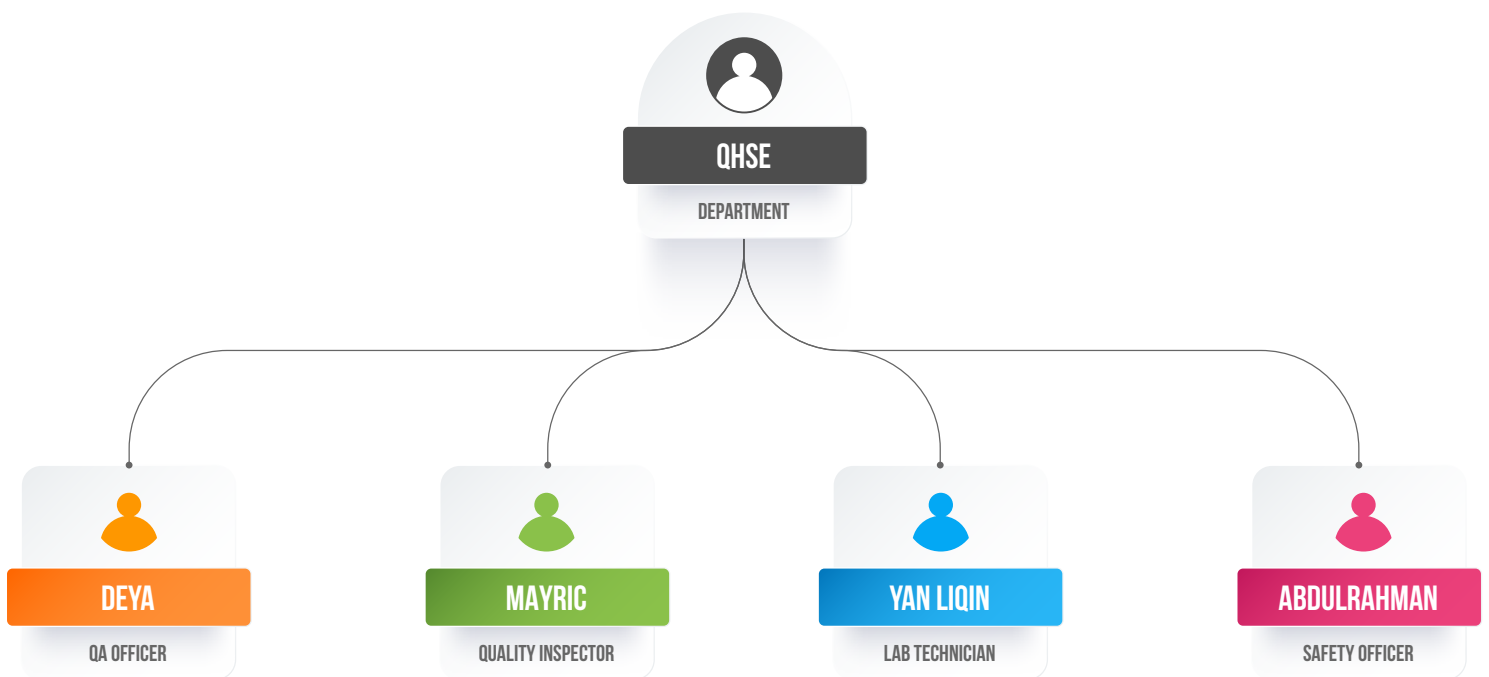 QHSE
DEPARTMENT
DEYA
QA OFFICER
MAYRIC
QUALITY INSPECTOR
YAN LIQIN
LAB TECHNICIAN
ABDULRAHMAN
SAFETY OFFICER